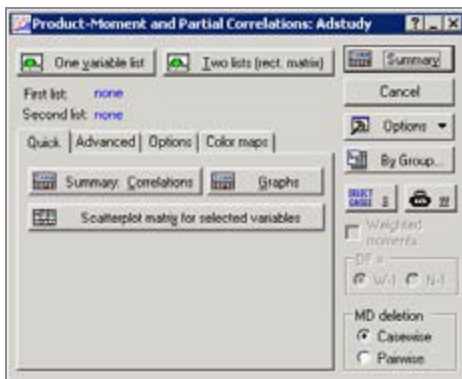 Product-Moment and Partial Correlations: Adstudy
One variable list
Two lists (rect. matrix)
First list: none
Second list: none
Quick
Advanced
Options
Color maps
Summary: Correlations
Graphs
Scatterplot matrix for selected variables
Summary
Cancel
Options
By Group...
SELECT CASES S
W
Weighted moments
DF =
W-1
N-1
MD deletion
Casewise
Pairwise